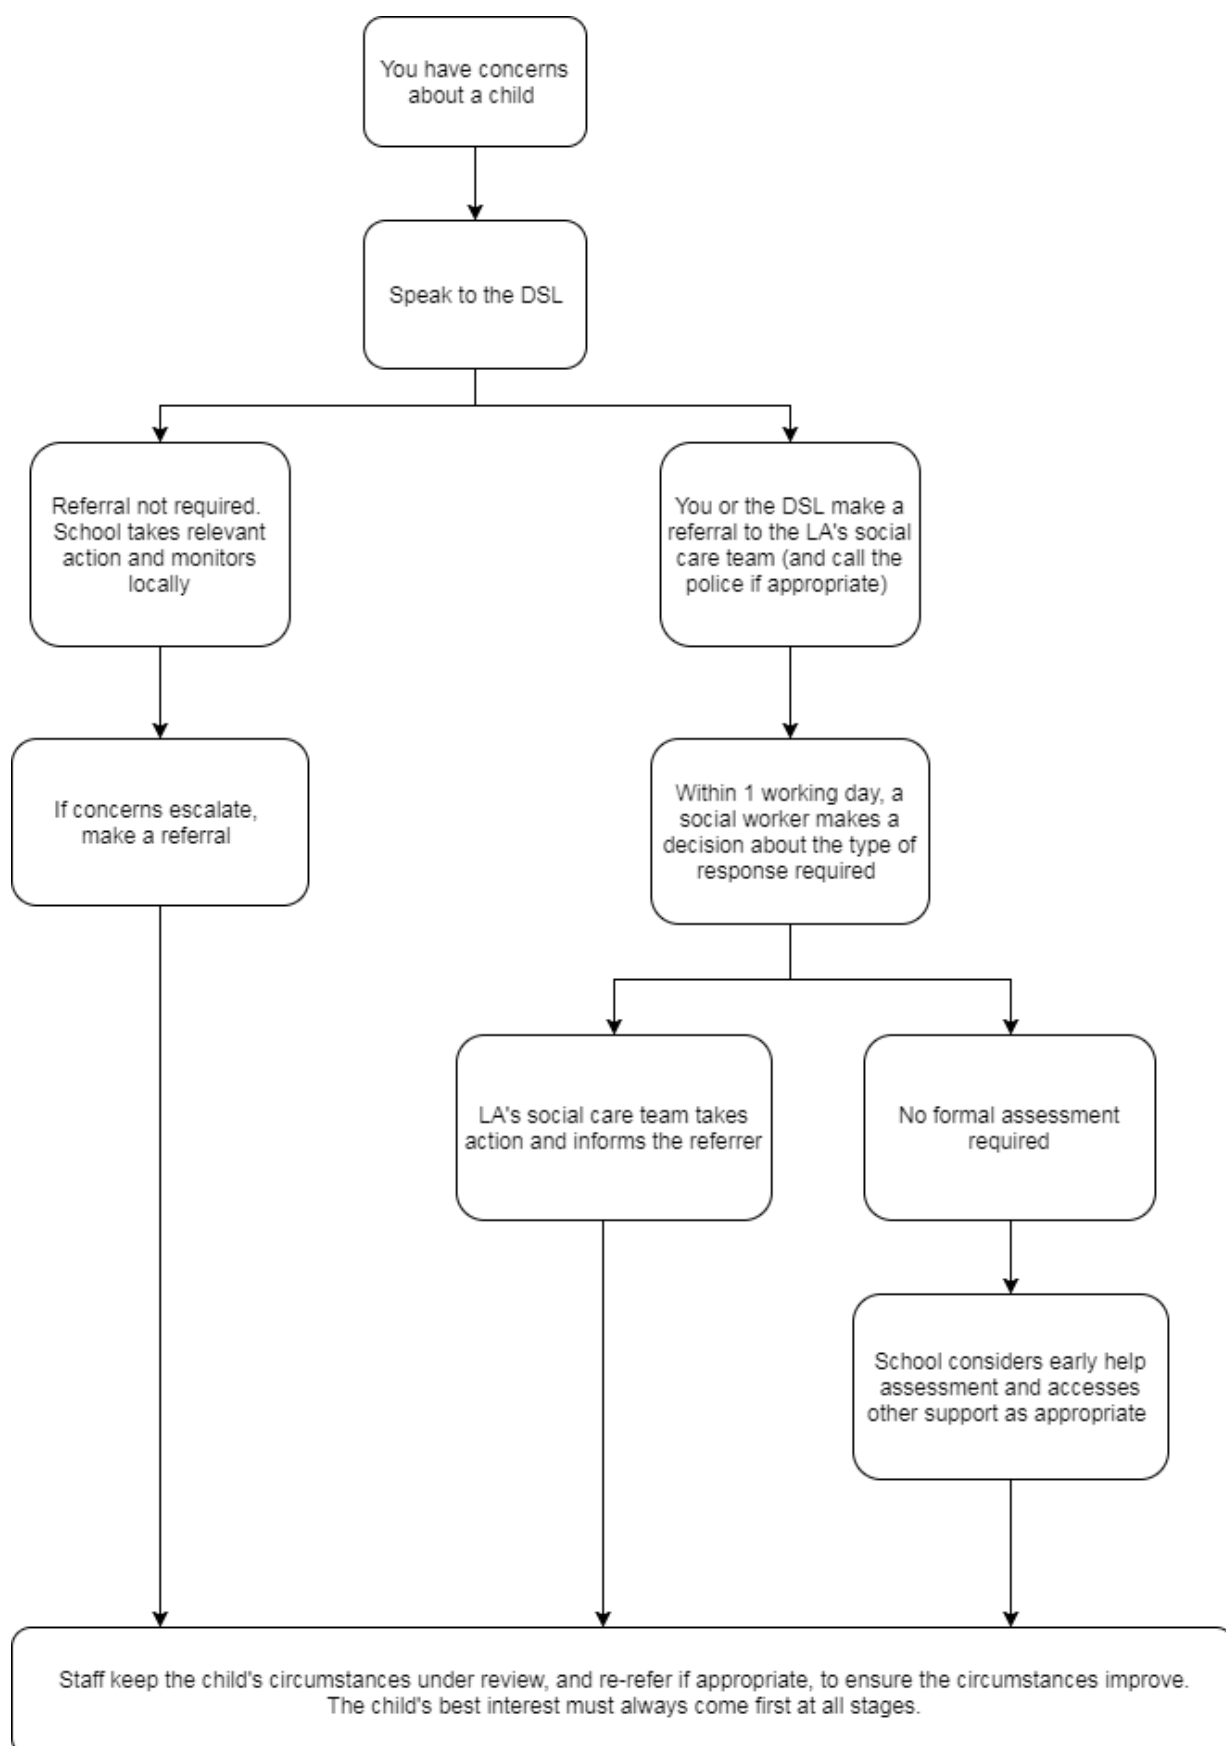 You have concerns
about a child
Speak to the DSL
Referral not required.
School takes relevant
action and monitors
locally
You or the DSL make a
referral to the LA's social
care team (and call the
police if appropriate)
If concerns escalate,
make a referral
Within 1 working day, a
social worker makes a
decision about the type of
response required
LA's social care team takes
action and informs the referrer
No formal assessment
required
School considers early help
assessment and accesses
other support as appropriate
Staff keep the child's circumstances under review, and re-refer if appropriate, to ensure the circumstances improve.
The child's best interest must always come first at all stages.